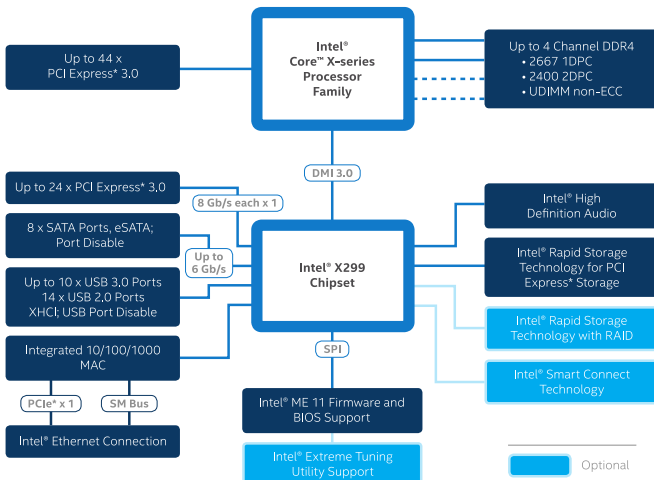 Up to 44 x
PCI Express* 3.0
Intel®
Core™ X-series
Processor
Family
Up to 4 Channel DDR4
• 2667 1DPC
• 2400 2DPC
• UDIMM non-ECC
DMI 3.0
Up to 24 x PCI Express* 3.0
8 Gb/s each x 1
8 x SATA Ports, eSATA;
Port Disable
Up to
6 Gb/s
Up to 10 x USB 3.0 Ports
14 x USB 2.0 Ports
XHCI; USB Port Disable
Integrated 10/100/1000
MAC
PCIe* x 1
SM Bus
Intel® Ethernet Connection
Intel® X299
Chipset
SPI
Intel® ME 11 Firmware and
BIOS Support
Intel® Extreme Tuning
Utility Support
Intel® High
Definition Audio
Intel® Rapid Storage
Technology for PCI
Express* Storage
Intel® Rapid Storage
Technology with RAID
Intel® Smart Connect
Technology
Optional